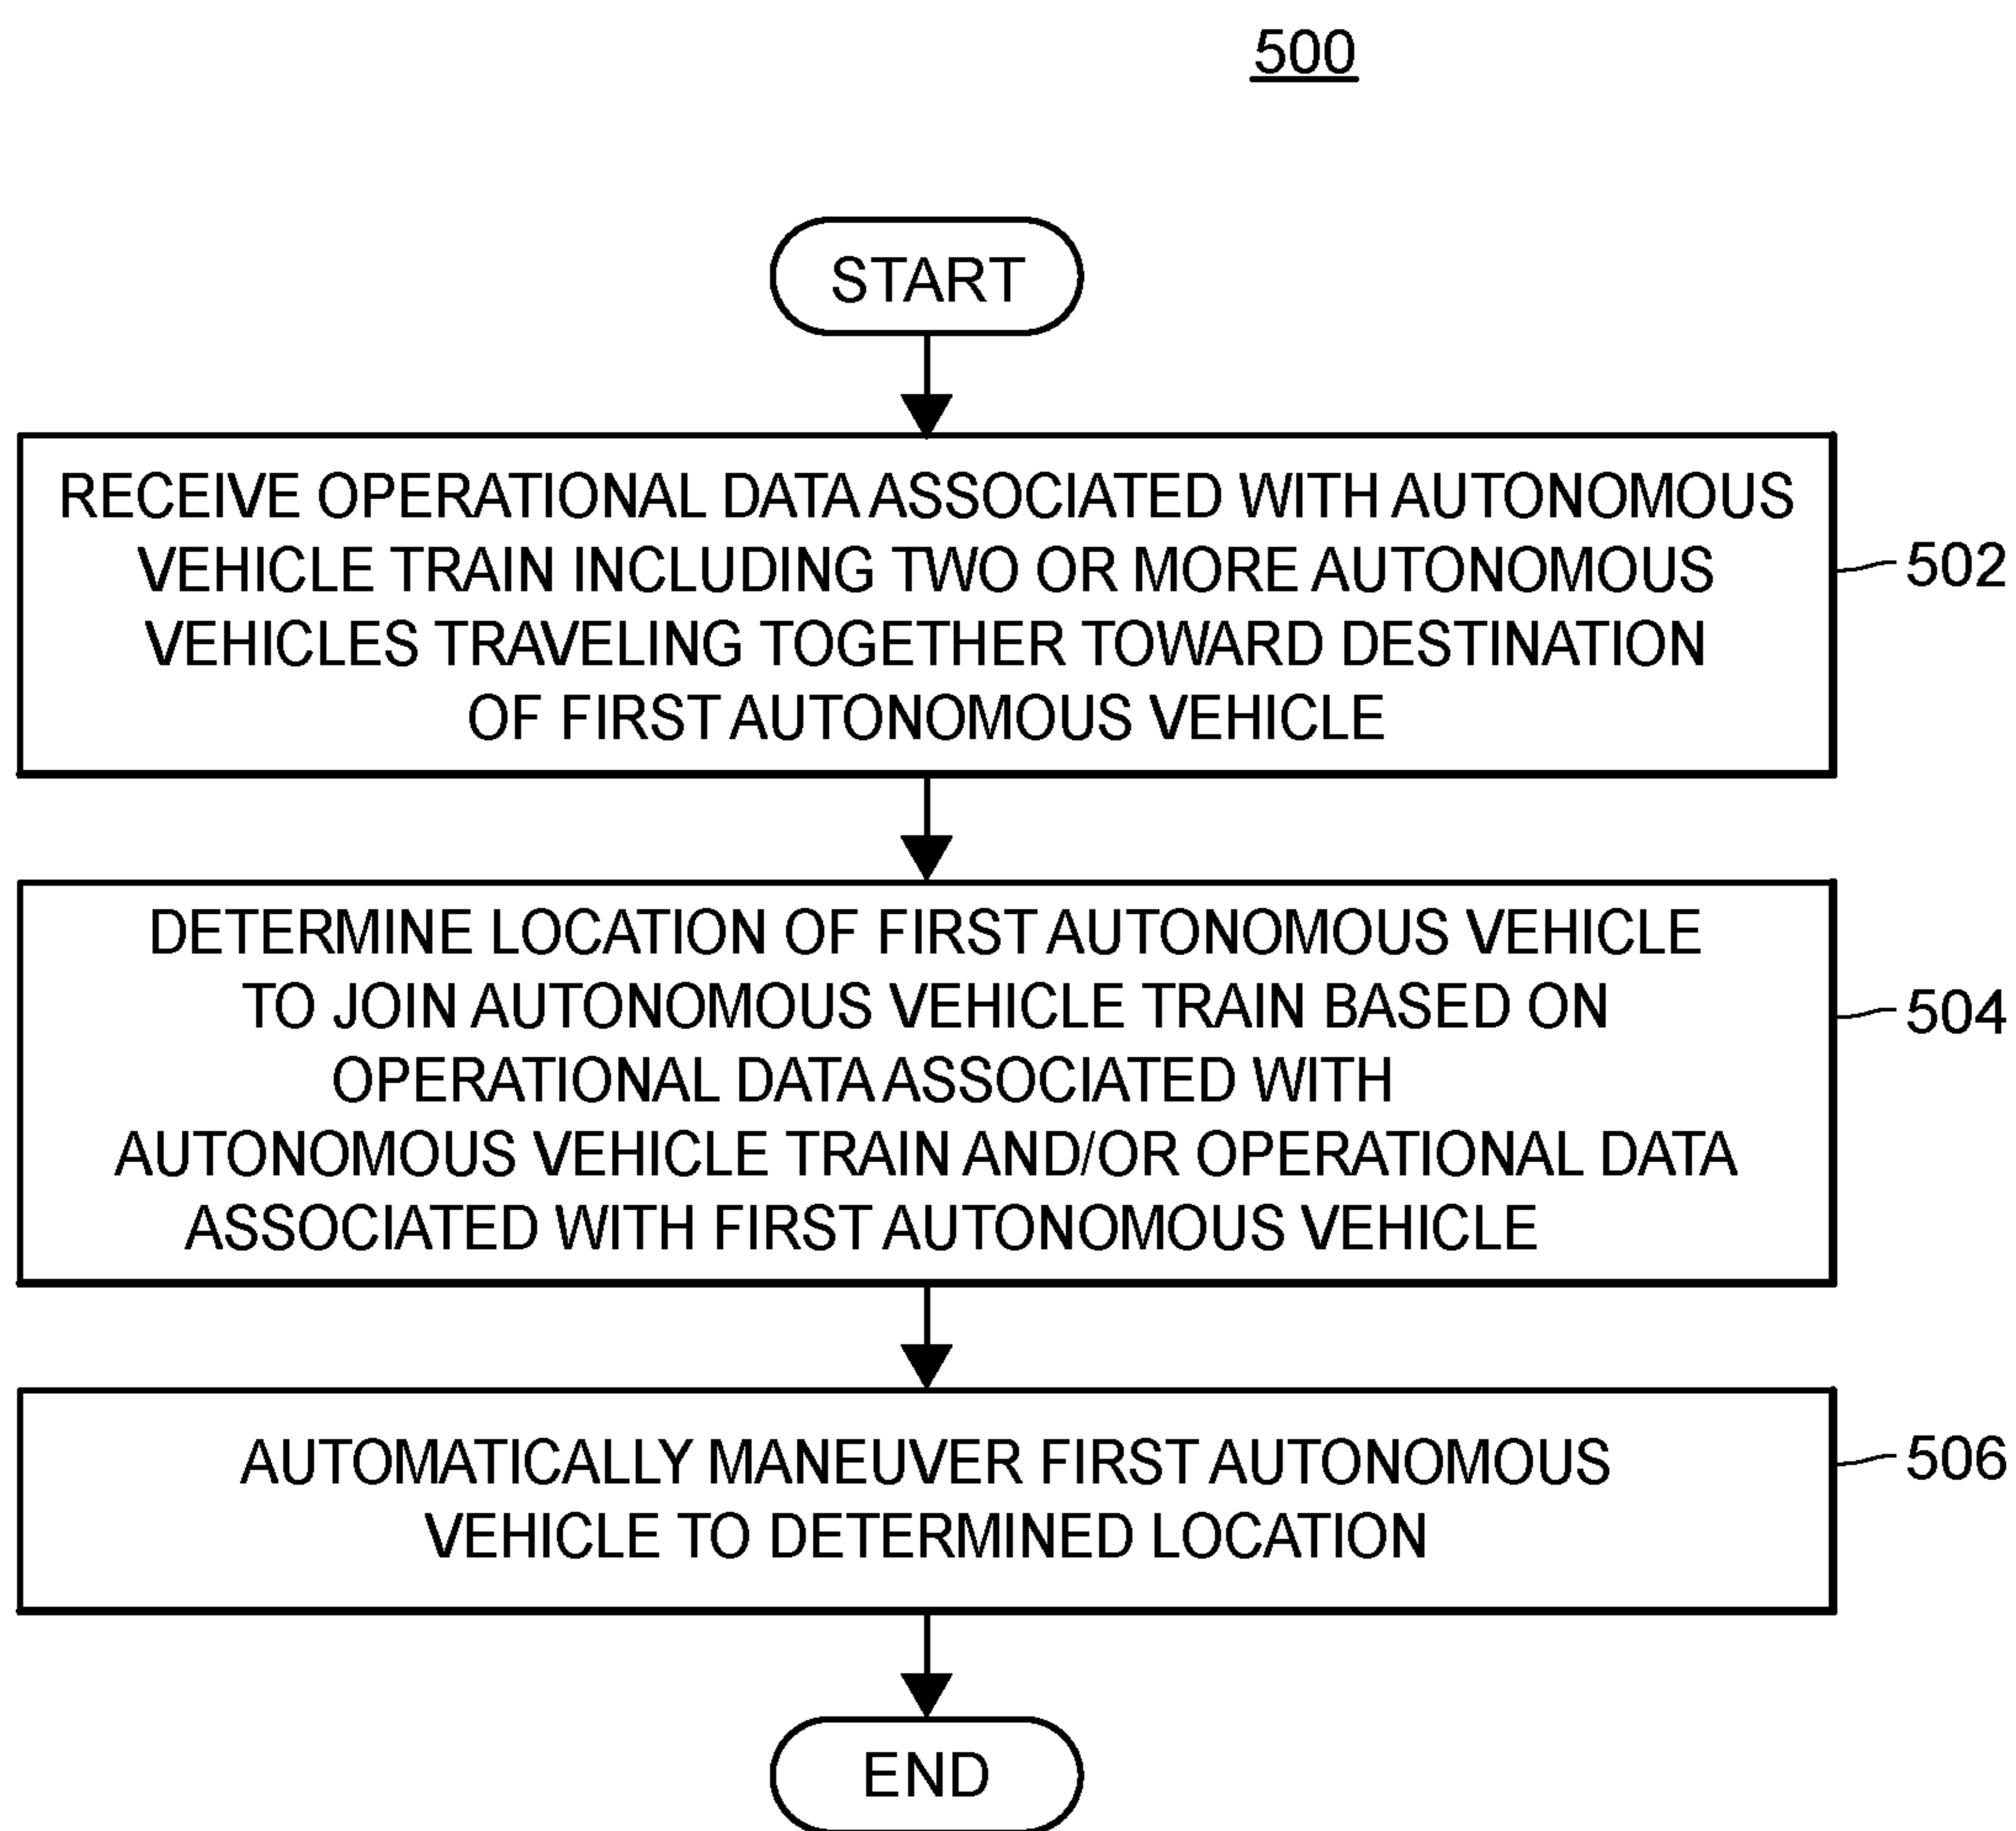 500
START
RECEIVE OPERATIONAL DATA ASSOCIATED WITH AUTONOMOUS
VEHICLE TRAIN INCLUDING TWO OR MORE AUTONOMOUS
VEHICLES TRAVELING TOGETHER TOWARD DESTINATION
OF FIRST AUTONOMOUS VEHICLE
502
DETERMINE LOCATION OF FIRST AUTONOMOUS VEHICLE
TO JOIN AUTONOMOUS VEHICLE TRAIN BASED ON
OPERATIONAL DATA ASSOCIATED WITH
AUTONOMOUS VEHICLE TRAIN AND/OR OPERATIONAL DATA
ASSOCIATED WITH FIRST AUTONOMOUS VEHICLE
504
AUTOMATICALLY MANEUVER FIRST AUTONOMOUS
VEHICLE TO DETERMINED LOCATION
506
END